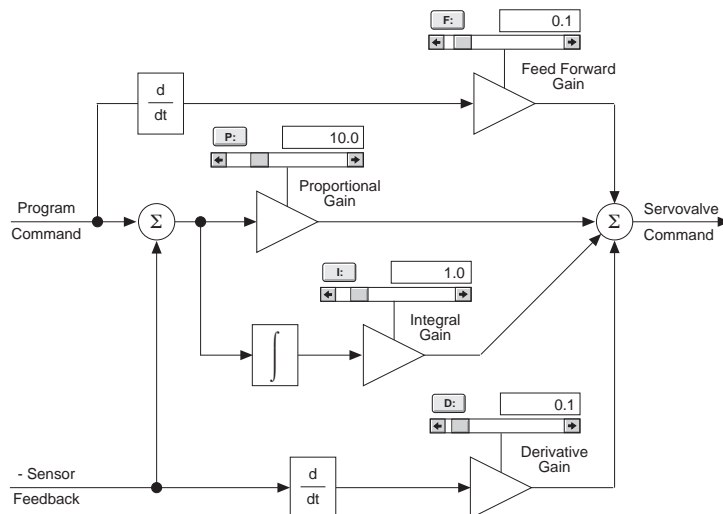 F: 0.1
Feed Forward
Gain
d
dt
P: 10.0
Proportional
Gain
Program
Command
Σ
Σ
Servovalve
Command
I: 1.0
Integral
Gain
∫
D: 0.1
Derivative
Gain
- Sensor
Feedback
d
dt